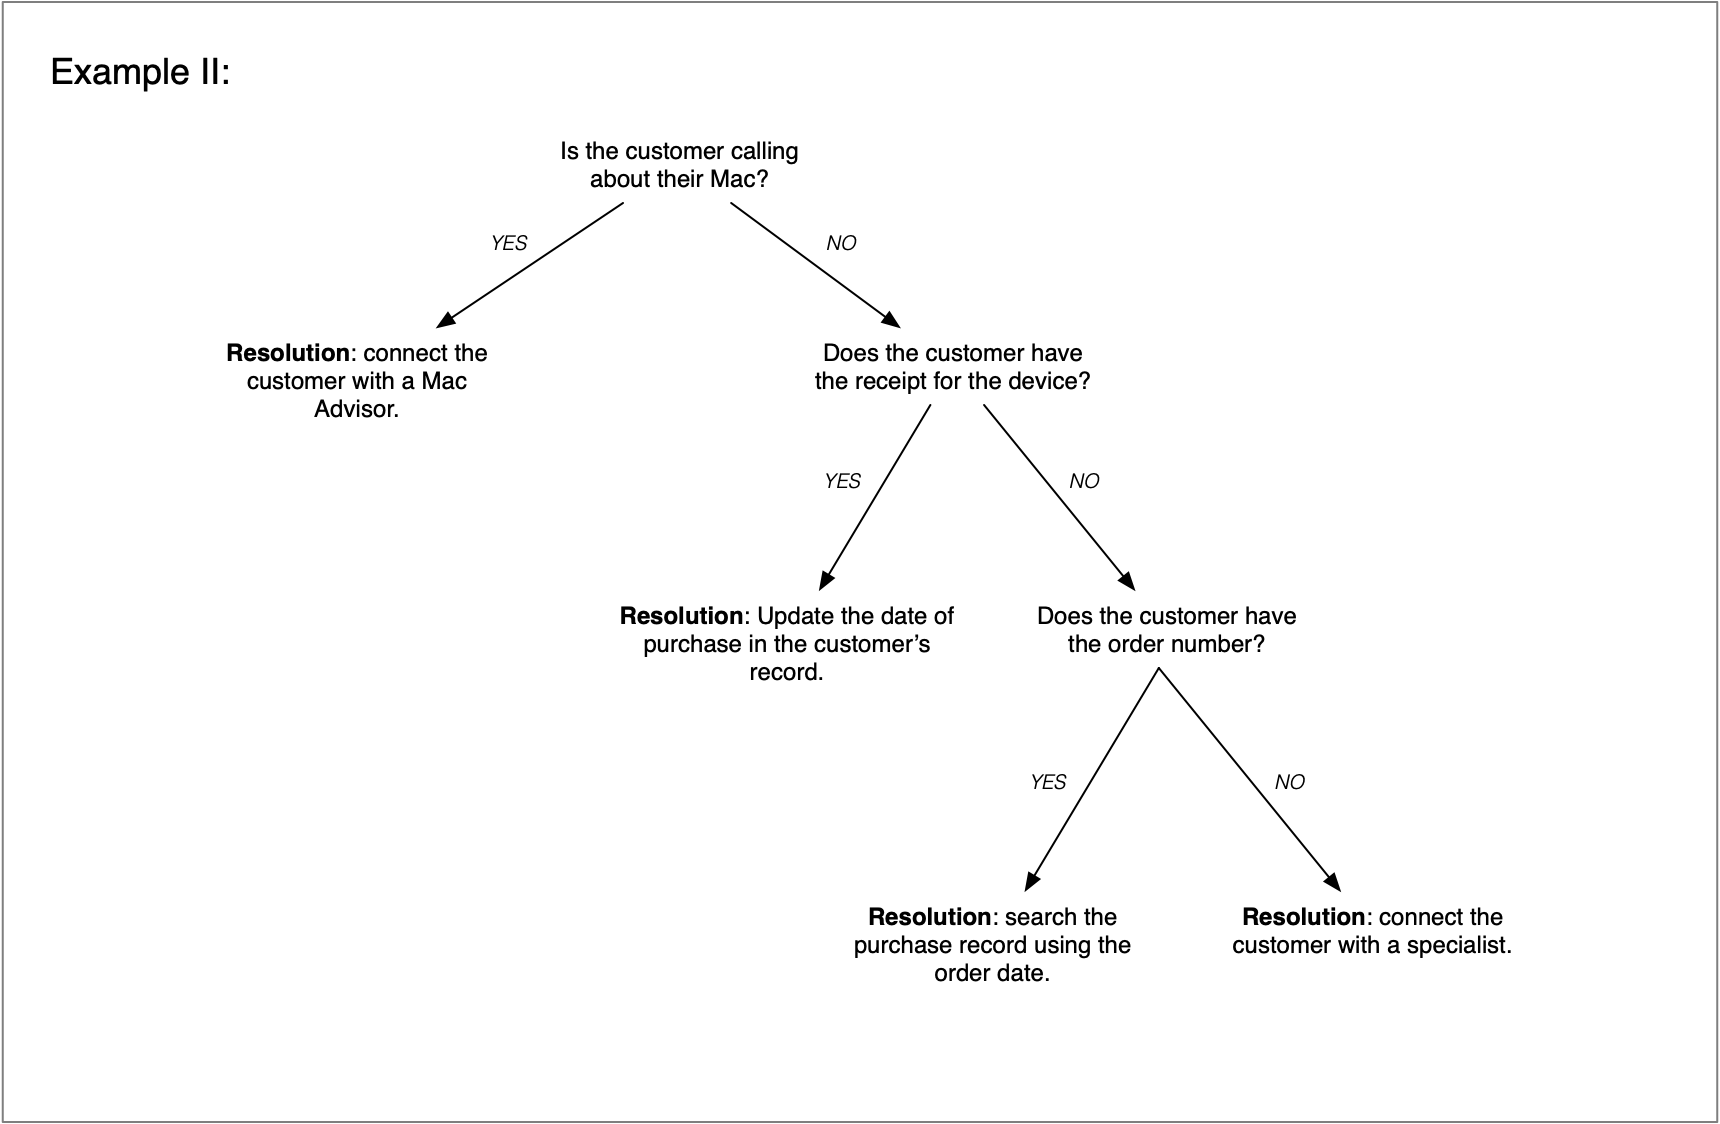 Example II:
Is the customer calling
about their Mac?
YES
NO
Resolution: connect the
customer with a Mac
Advisor.
Does the customer have
the receipt for the device?
YES
NO
Resolution: Update the date of
purchase in the customer’s
record.
Does the customer have
the order number?
YES
NO
Resolution: search the
purchase record using the
order date.
Resolution: connect the
customer with a specialist.